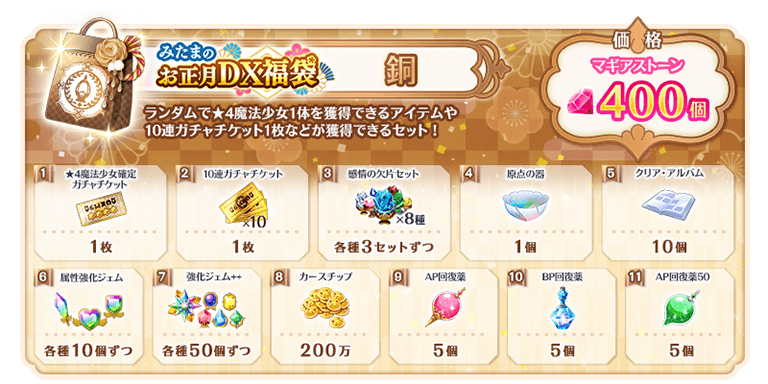 みたまの
お正月DX福袋
銅
価格
マギアストーン
400個
ランダムで★4魔法少女1体を獲得できるアイテムや
10連ガチャチケット1枚などが獲得できるセット！
1
★4魔法少女確定
ガチャチケット
1枚
2
10連ガチャチケット
×10
1枚
3
感情の欠片セット
×8種
各種3セットずつ
4
原点の器
1個
5
クリア・アルバム
10個
6
属性強化ジェム
各種10個ずつ
7
強化ジェム++
各種50個ずつ
8
カースチップ
200万
9
AP回復薬
5個
10
BP回復薬
5個
11
AP回復薬50
5個